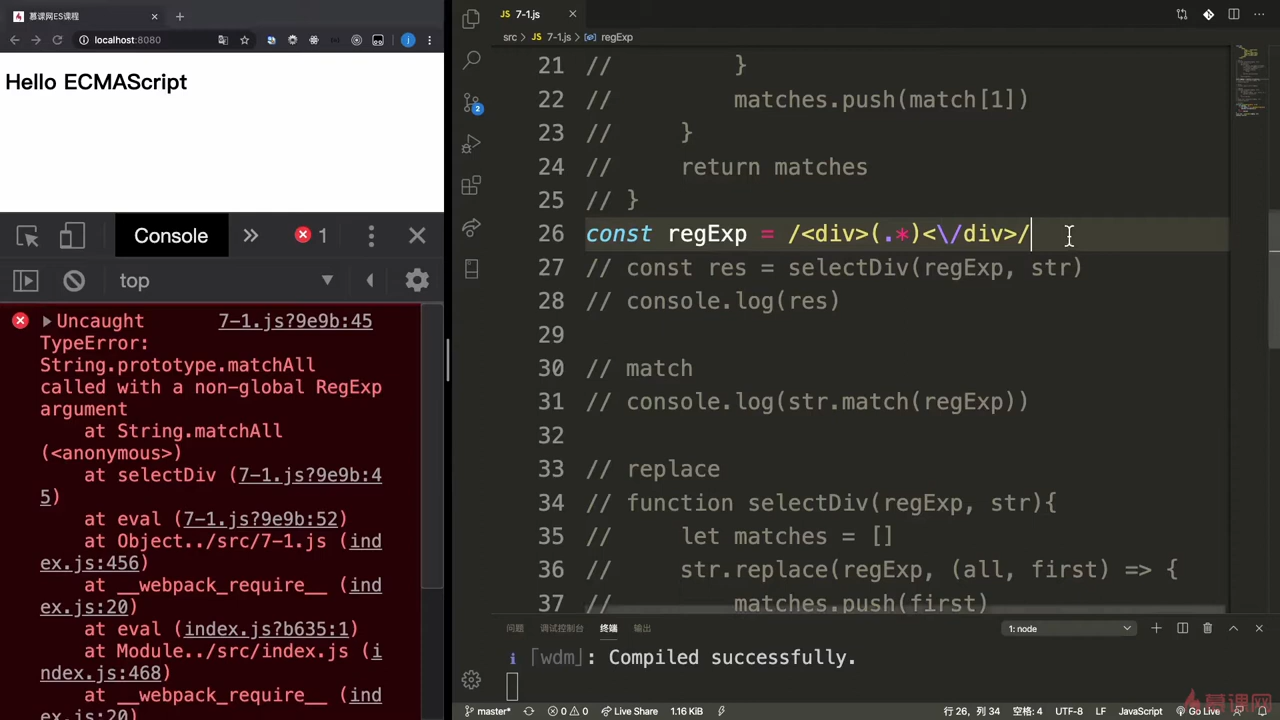 慕课网ES课程
localhost:8080
Hello ECMAScript
Console
1
top
Uncaught 7-1.js?9e9b:45
TypeError:
String.prototype.matchAll
called with a non-global RegExp
argument
at String.matchAll
(<anonymous>)
at selectDiv (7-1.js?9e9b:4
5)
at eval (7-1.js?9e9b:52)
at Object../src/7-1.js (ind
ex.js:456)
at __webpack_require__ (ind
ex.js:20)
at eval (index.js?b635:1)
at Module../src/index.js (i
ndex.js:468)
at __webpack_require__ (ind
ex.js:20)
7-1.js
src > 7-1.js > regExp
21 // }
22 // matches.push(match[1])
23 // }
24 // return matches
25 // }
26 const regExp = /<div>(.*)<\/div>/
27 // const res = selectDiv(regExp, str)
28 // console.log(res)
29
30 // match
31 // console.log(str.match(regExp))
32
33 // replace
34 // function selectDiv(regExp, str){
35 // let matches = []
36 // str.replace(regExp, (all, first) => {
37 // matches.push(first)
问题 调试控制台 终端 输出
1: node
i 「wdm」: Compiled successfully.
master* 0 0 Live Share 1.16 KiB
行 26, 列 34 空格: 4 UTF-8 LF JavaScript Go Live
慕课网